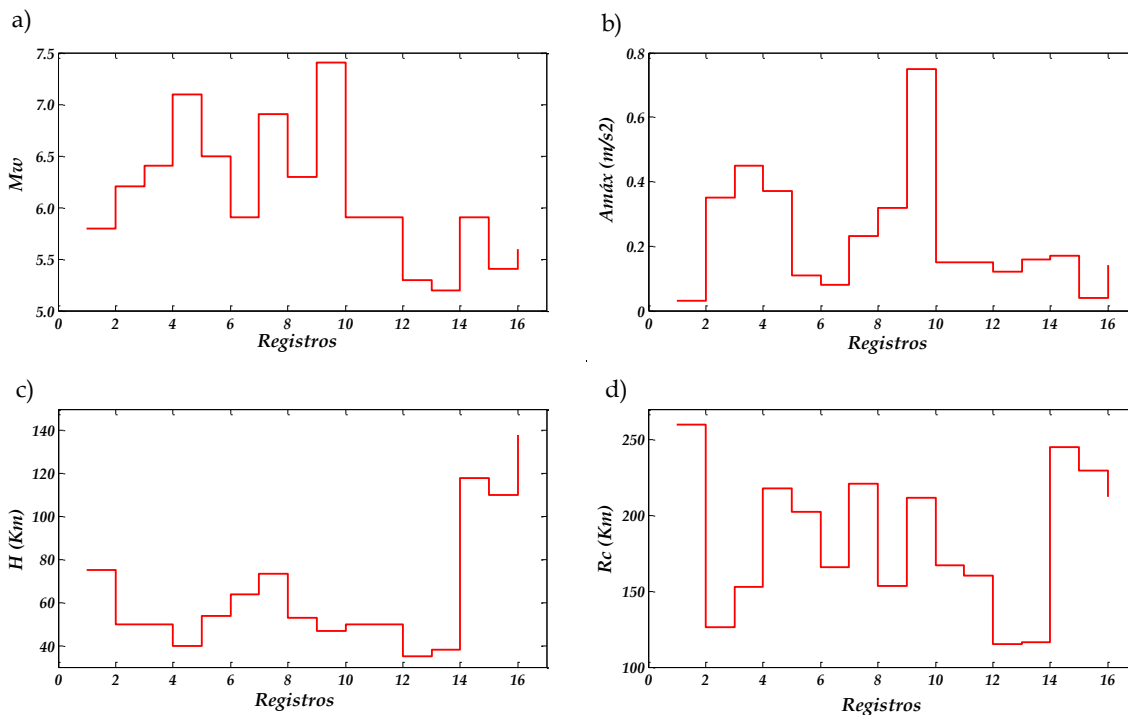 a)
7.5
7.0
6.5
6.0
5.5
5.0
Mw
0 2 4 6 8 10 12 14 16
Registros
b)
0.8
0.6
0.4
0.2
0
Amáx (m/s2)
0 2 4 6 8 10 12 14 16
Registros
c)
140
120
100
80
60
40
H (Km)
0 2 4 6 8 10 12 14 16
Registros
d)
250
200
150
100
Rc (Km)
0 2 4 6 8 10 12 14 16
Registros